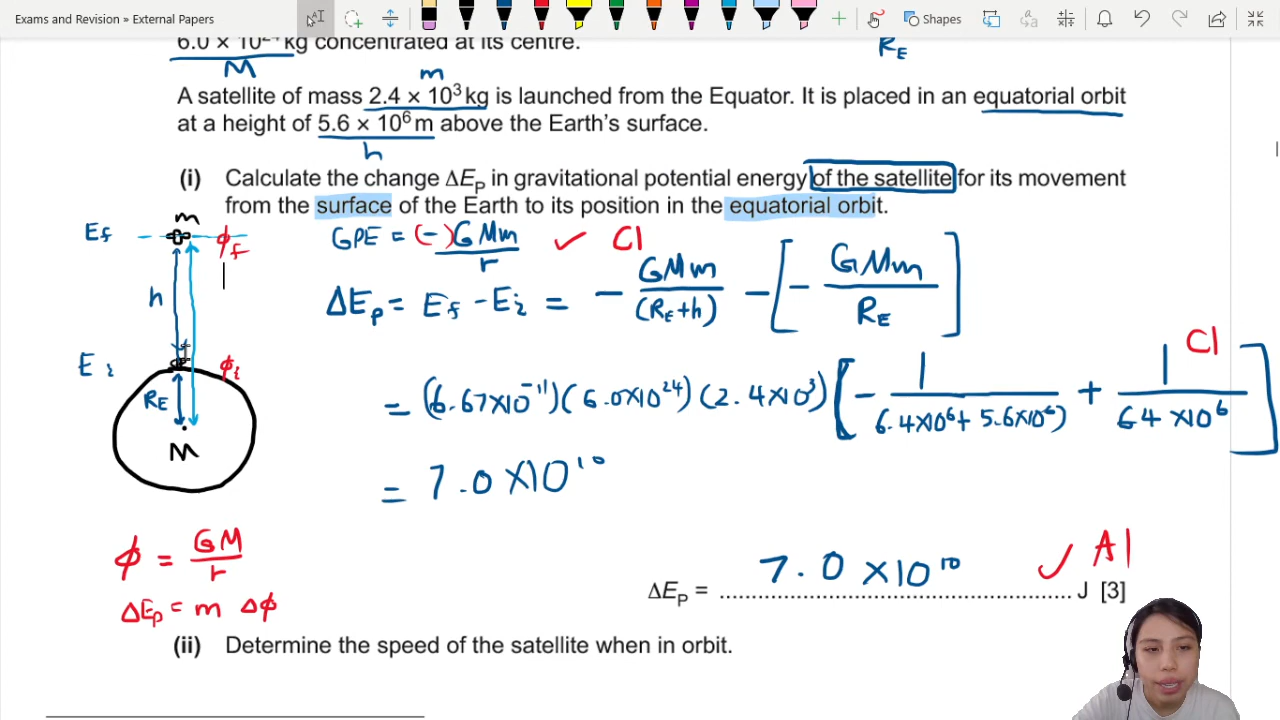 Exams and Revision » External Papers
Shapes
6.0 × 10²⁴ kg concentrated at its centre.
M
R_E
m
A satellite of mass 2.4 × 10³ kg is launched from the Equator. It is placed in an equatorial orbit
at a height of 5.6 × 10⁶ m above the Earth's surface.
h
(i) Calculate the change ΔE_P in gravitational potential energy of the satellite for its movement
from the surface of the Earth to its position in the equatorial orbit.
m
E_f
ϕ_f
GPE = (−) GMm / r ✓ C1
h
ΔE_p = E_f − E_i = − GMm / (R_E+h) − [ − GMm / R_E ]
E_i
ϕ_i
R_E
M
C1
= (6.67×10⁻¹¹)(6.0×10²⁴)(2.4×10³) [ − 1 / (6.4×10⁶+5.6×10⁶) + 1 / 6.4×10⁶ ]
= 7.0×10¹⁰
ϕ = GM / r
ΔE_p = m Δϕ
7.0 ×10¹⁰ ✓ A1
ΔE_P = ............................................................ J [3]
(ii) Determine the speed of the satellite when in orbit.